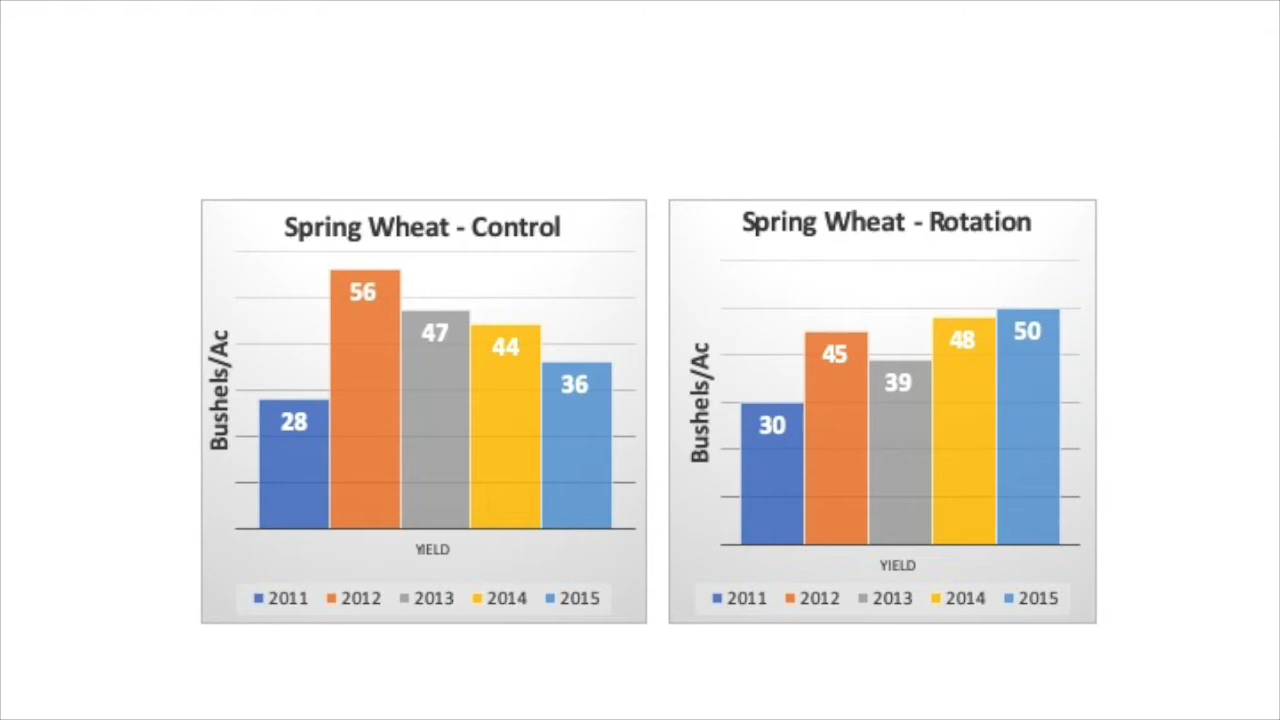 Spring Wheat - Control
Bushels/Ac
28
56
47
44
36
YIELD
2011 2012 2013 2014 2015
Spring Wheat - Rotation
Bushels/Ac
30
45
39
48
50
YIELD
2011 2012 2013 2014 2015